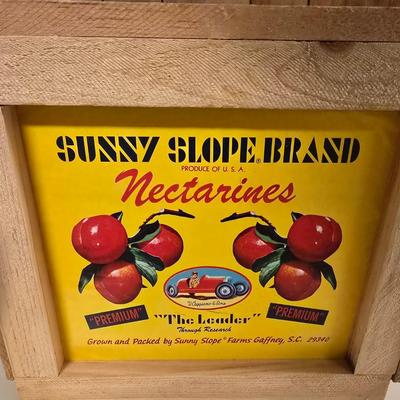 SUNNY SLOPE® BRAND
PRODUCE OF U. S. A.
Nectarines
"PREMIUM"
"PREMIUM"
"The Leader"
Through Research
Grown and Packed by Sunny Slope® Farms Gaffney, S.C. 29340